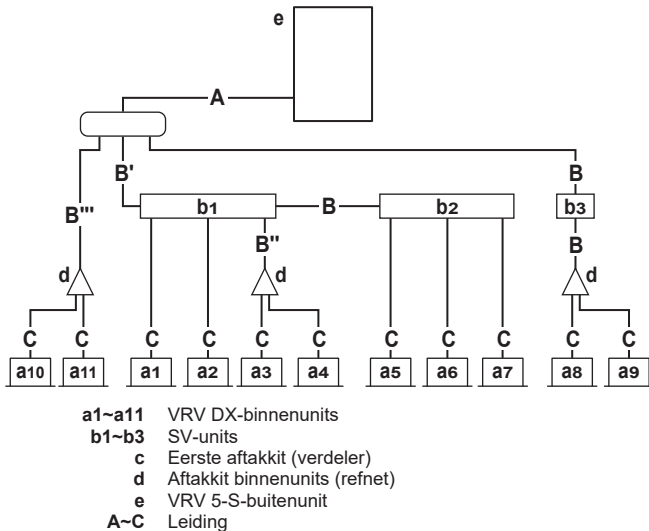 e
A
B'
B
B'''
b1
B
b2
b3
B''
B
d
d
d
C
C
C
C
C
C
C
C
C
C
C
a10
a11
a1
a2
a3
a4
a5
a6
a7
a8
a9
a1~a11 VRV DX-binnenunits
b1~b3 SV-units
c Eerste aftakkit (verdeler)
d Aftakkit binnenunits (refnet)
e VRV 5-S-buitenunit
A~C Leiding